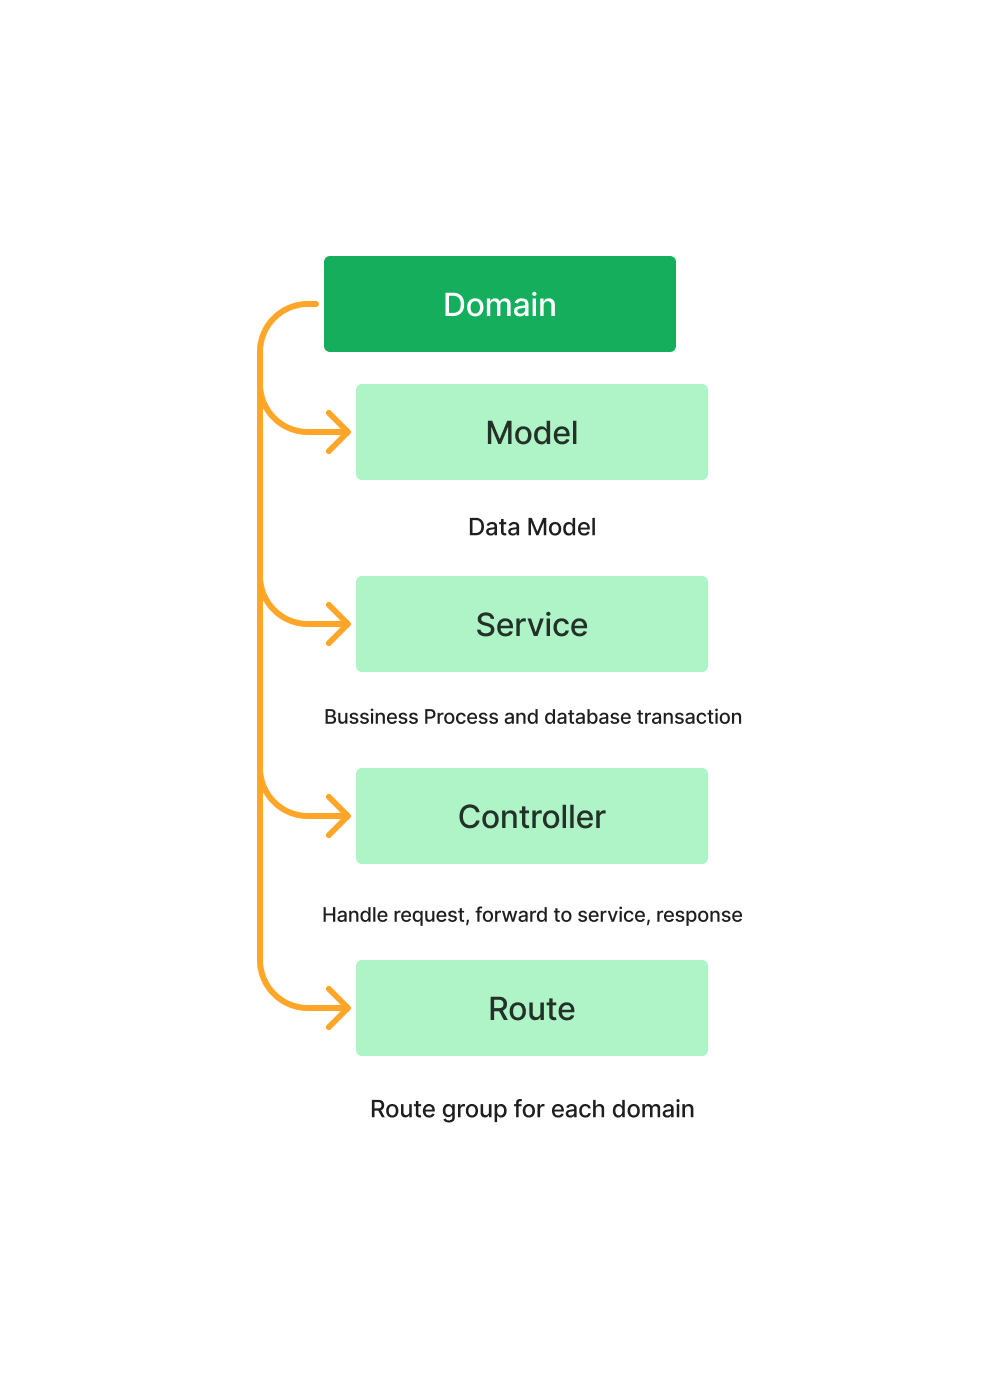 Domain
Model
Data Model
Service
Bussiness Process and database transaction
Controller
Handle request, forward to service, response
Route
Route group for each domain